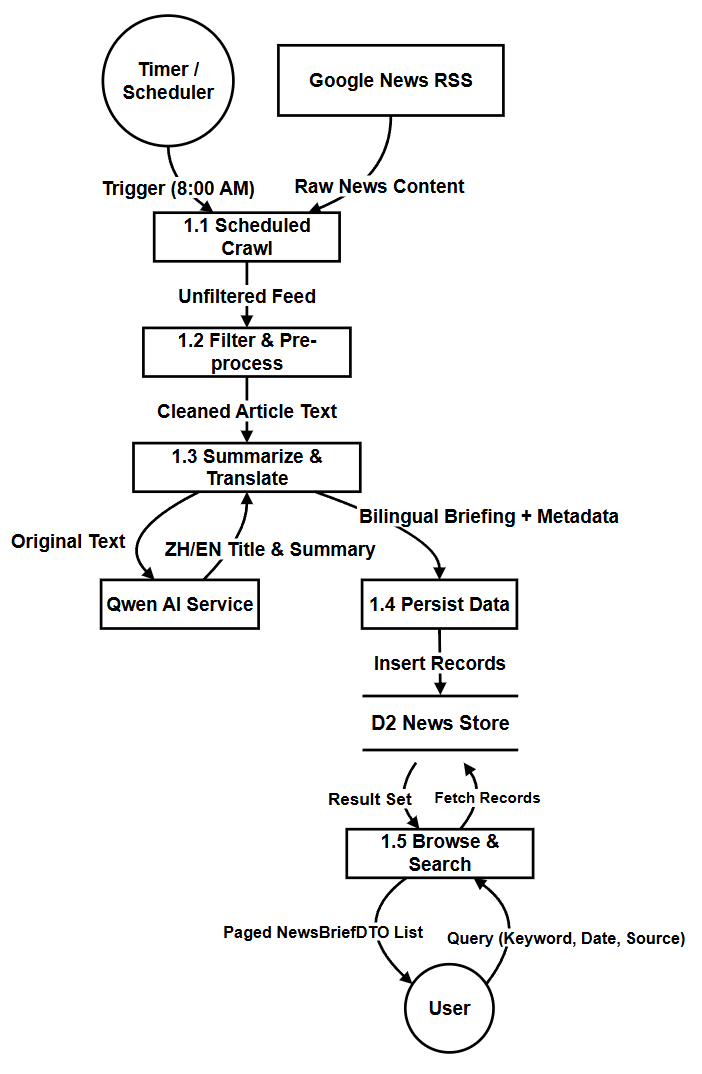 Timer /
Scheduler
Google News RSS
Trigger (8:00 AM)
Raw News Content
1.1 Scheduled
Crawl
Unfiltered Feed
1.2 Filter & Pre-
process
Cleaned Article Text
1.3 Summarize &
Translate
Bilingual Briefing + Metadata
Original Text
ZH/EN Title & Summary
Qwen AI Service
1.4 Persist Data
Insert Records
D2 News Store
Result Set
Fetch Records
1.5 Browse &
Search
Paged NewsBriefDTO List
Query (Keyword, Date, Source)
User